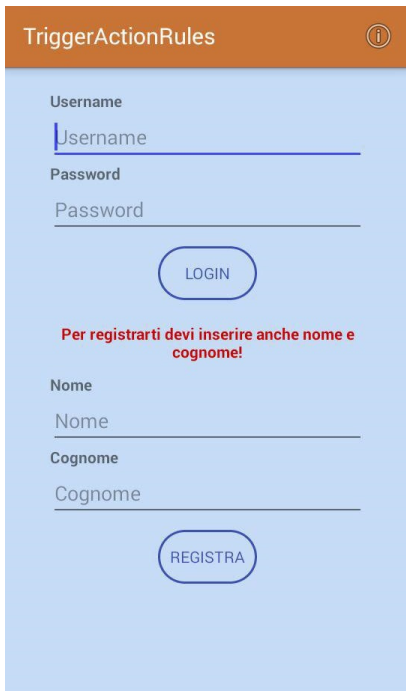 TriggerActionRules
Username
Username
Password
Password
LOGIN
Per registrarti devi inserire anche nome e
cognome!
Nome
Nome
Cognome
Cognome
REGISTRA